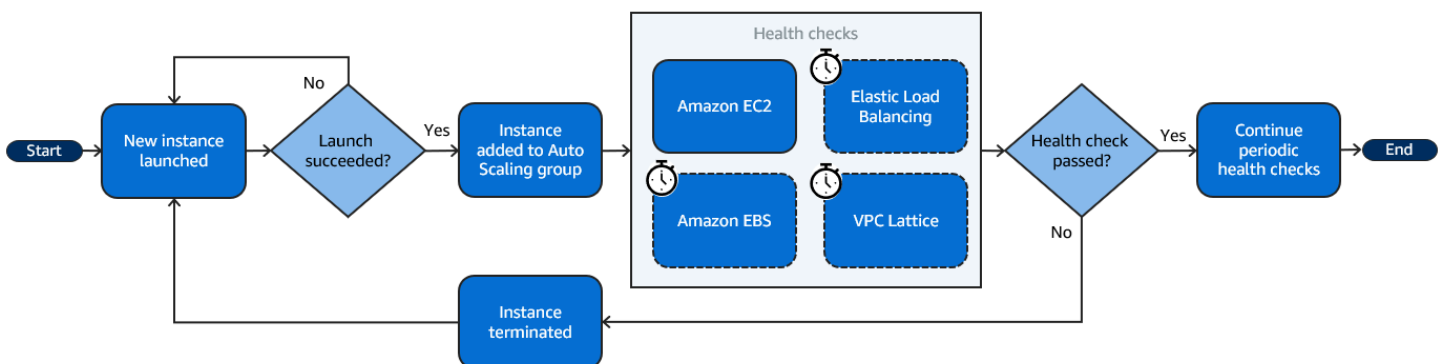 Start
New instance
launched
No
Launch
succeeded?
Yes
Instance
added to Auto
Scaling group
Health checks
Amazon EC2
Elastic Load
Balancing
Amazon EBS
VPC Lattice
Health check
passed?
Yes
Continue
periodic
health checks
End
No
Instance
terminated